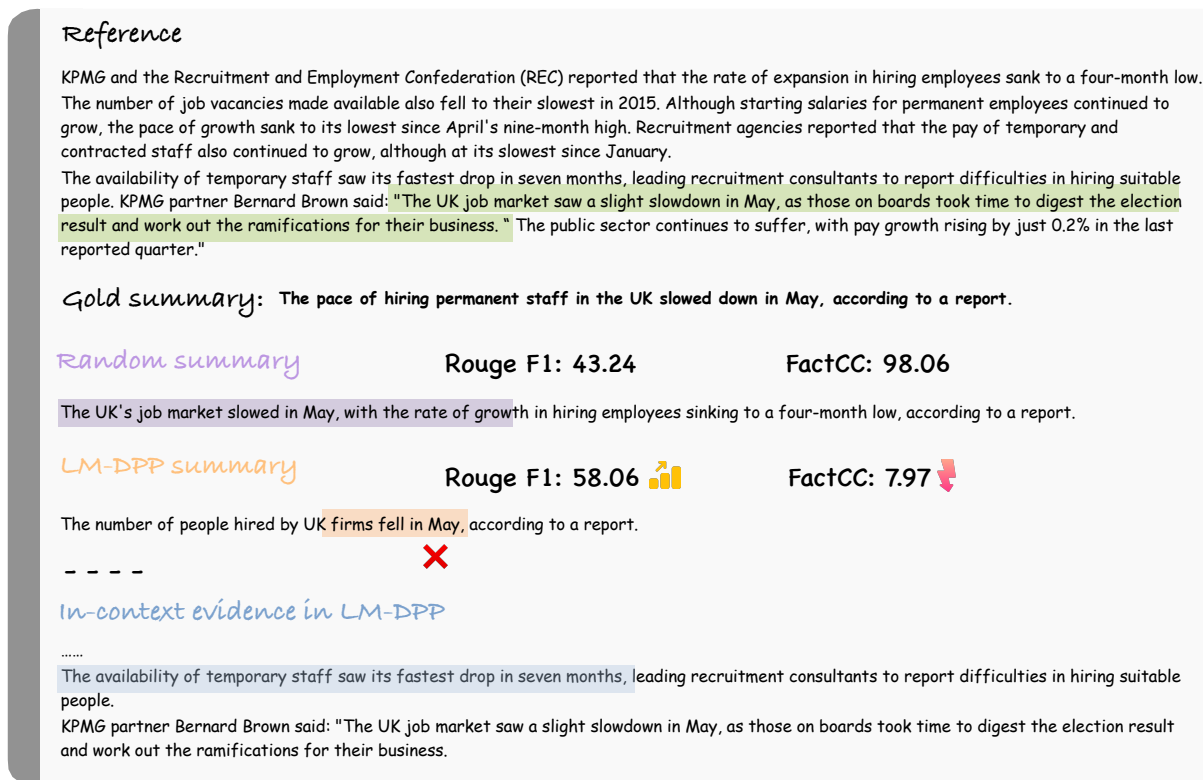 Reference
KPMG and the Recruitment and Employment Confederation (REC) reported that the rate of expansion in hiring employees sank to a four-month low.
The number of job vacancies made available also fell to their slowest in 2015. Although starting salaries for permanent employees continued to
grow, the pace of growth sank to its lowest since April's nine-month high. Recruitment agencies reported that the pay of temporary and
contracted staff also continued to grow, although at its slowest since January.
The availability of temporary staff saw its fastest drop in seven months, leading recruitment consultants to report difficulties in hiring suitable
people. KPMG partner Bernard Brown said: "The UK job market saw a slight slowdown in May, as those on boards took time to digest the election
result and work out the ramifications for their business. " The public sector continues to suffer, with pay growth rising by just 0.2% in the last
reported quarter."
Gold summary: The pace of hiring permanent staff in the UK slowed down in May, according to a report.
Random summary Rouge F1: 43.24 FactCC: 98.06
The UK's job market slowed in May, with the rate of growth in hiring employees sinking to a four-month low, according to a report.
LM-DPP summary Rouge F1: 58.06 FactCC: 7.97
The number of people hired by UK firms fell in May, according to a report.
- - - -
In-context evidence in LM-DPP
......
The availability of temporary staff saw its fastest drop in seven months, leading recruitment consultants to report difficulties in hiring suitable
people.
KPMG partner Bernard Brown said: "The UK job market saw a slight slowdown in May, as those on boards took time to digest the election result
and work out the ramifications for their business.